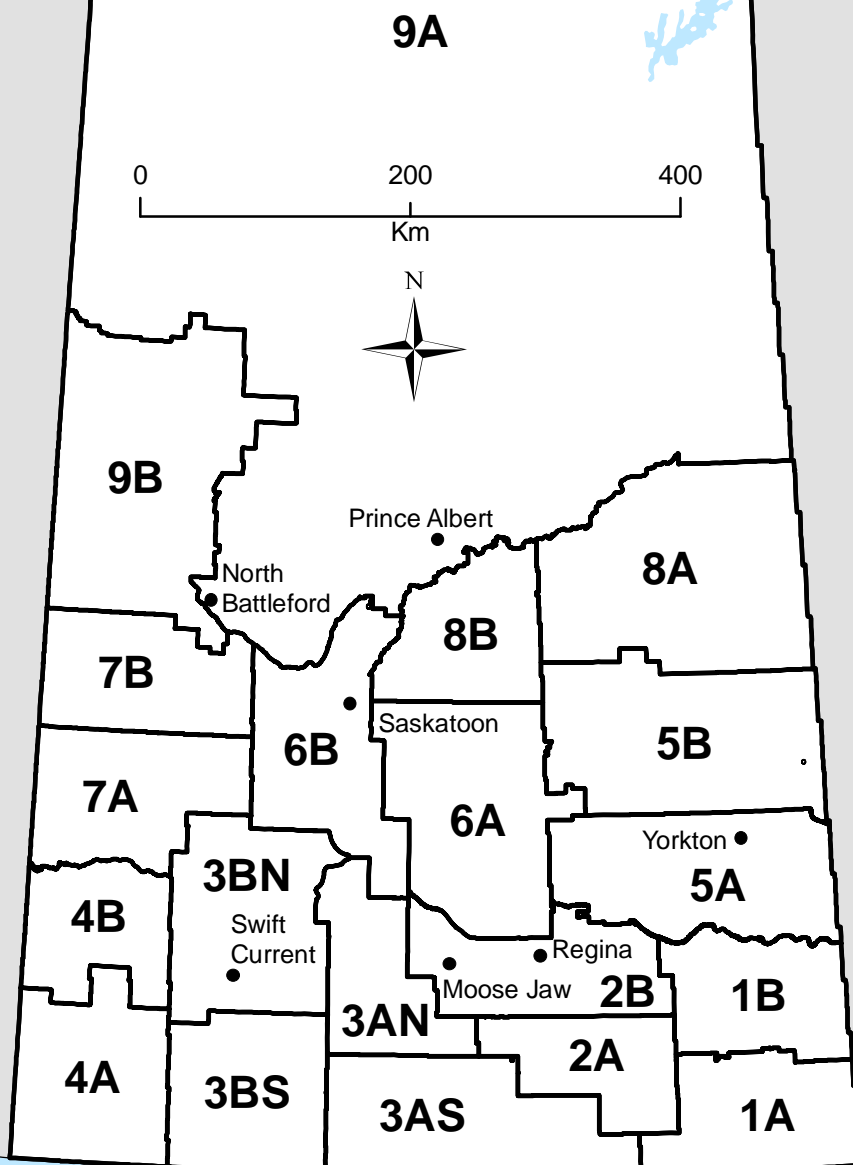 9A
0 200 400
Km
N
9B
Prince Albert
North
Battleford
8A
8B
7B
Saskatoon
6B
5B
7A
6A
Yorkton
3BN
5A
4B
Swift
Current
Regina
Moose Jaw
2B
1B
3AN
2A
4A
3BS
3AS
1A